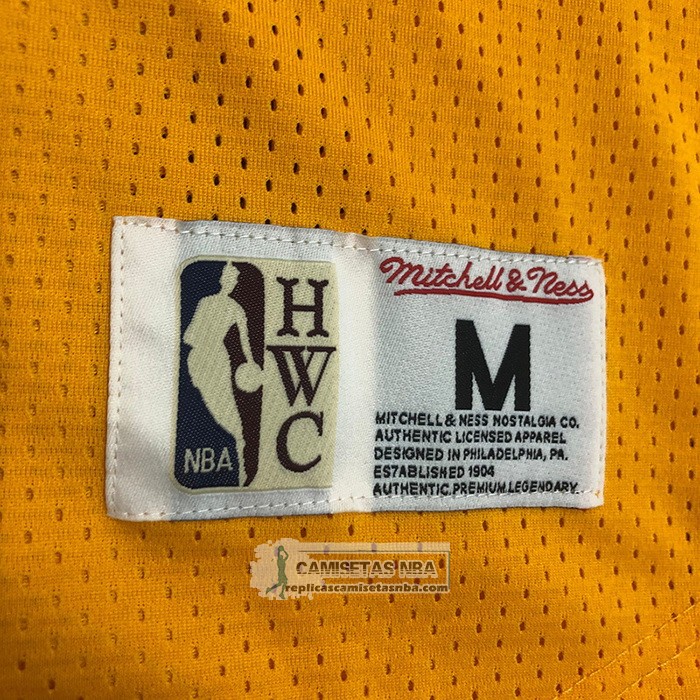 HWC
NBA
Mitchell & Ness
M
MITCHELL & NESS NOSTALGIA CO.
AUTHENTIC LICENSED APPAREL
DESIGNED IN PHILADELPHIA, PA.
ESTABLISHED 1904
AUTHENTIC.PREMIUM.LEGENDARY.
CAMISETAS NBA
replicascamisetasnba.com